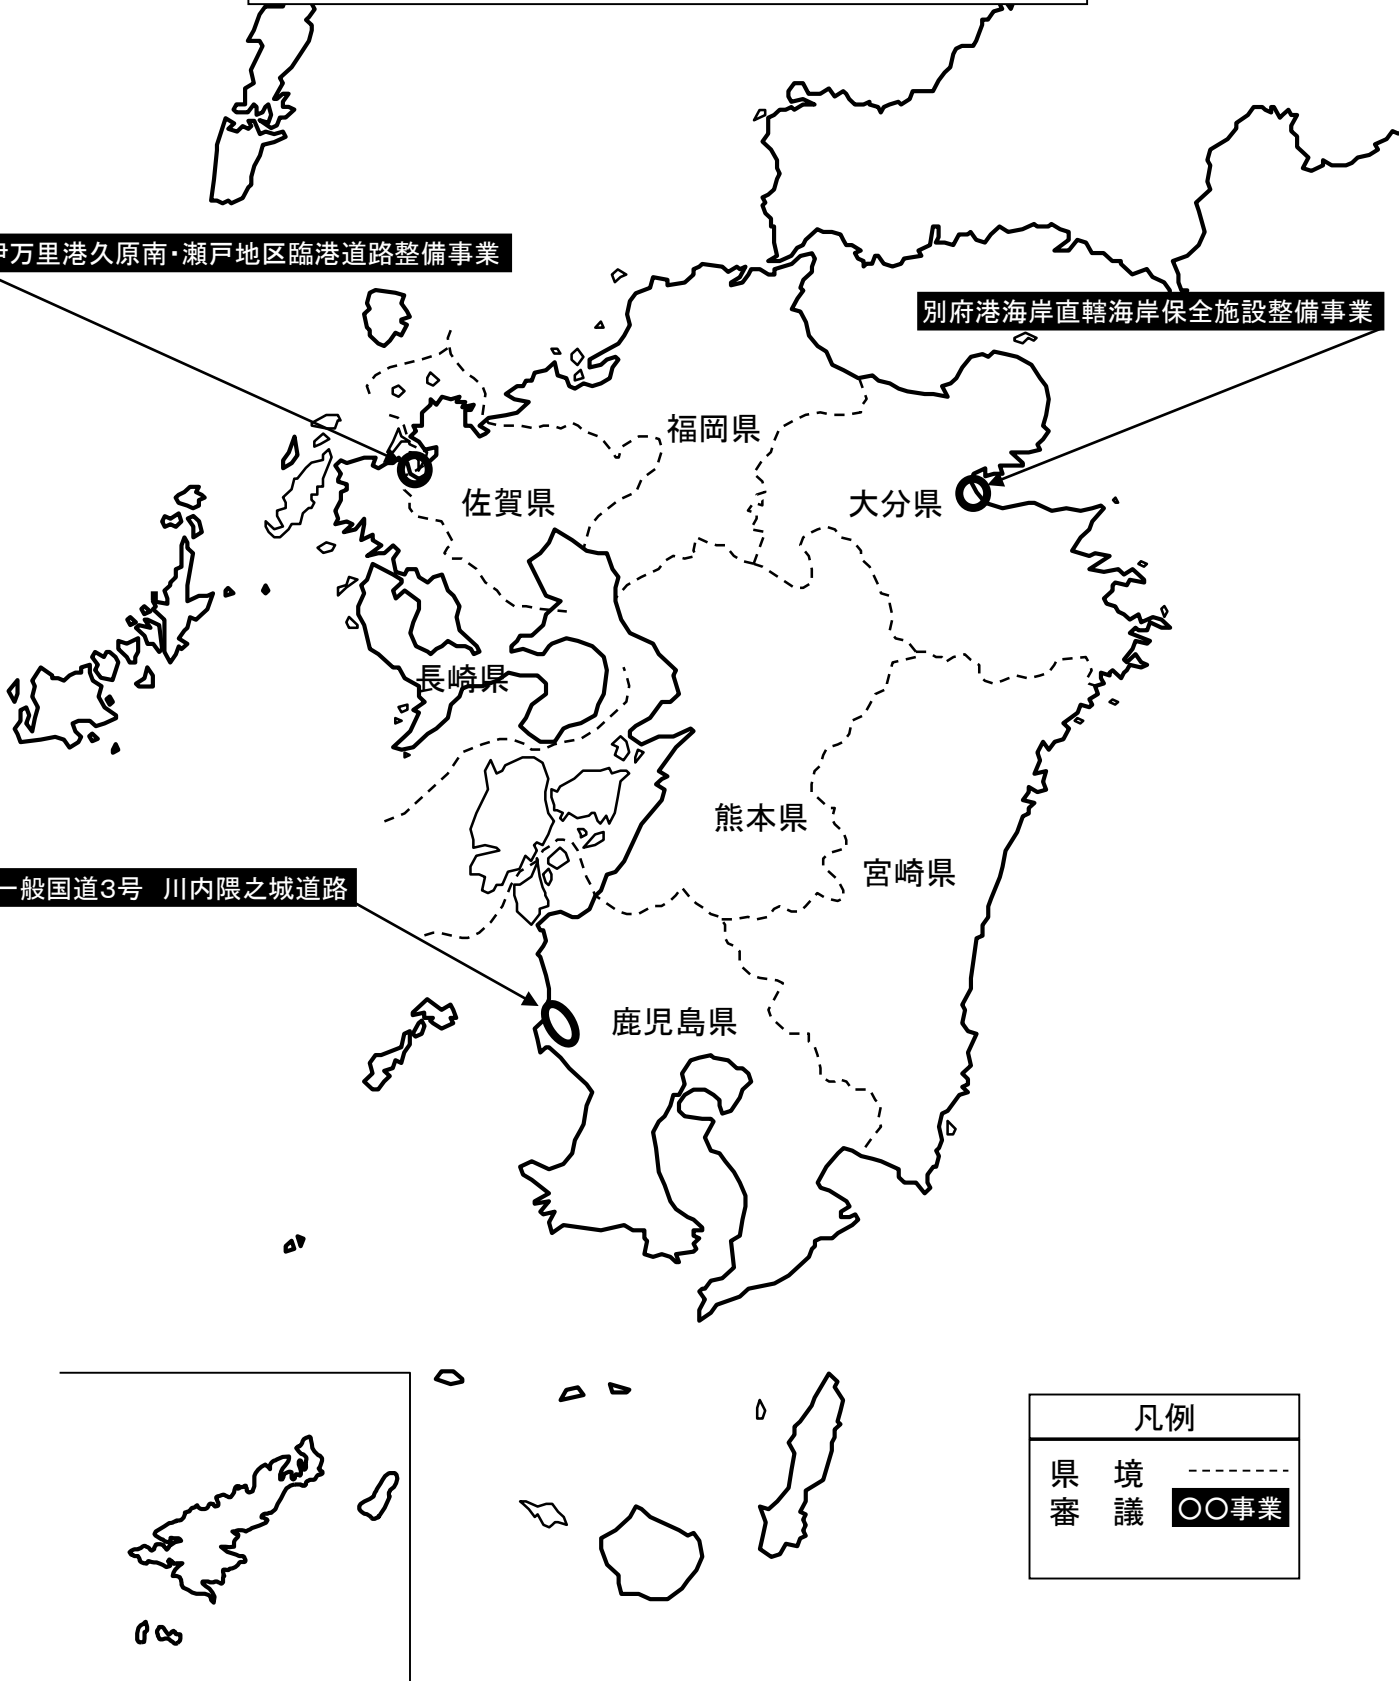 伊万里港久原南・瀬戸地区臨港道路整備事業
別府港海岸直轄海岸保全施設整備事業
福岡県
佐賀県
大分県
長崎県
熊本県
宮崎県
一般国道3号　川内隈之城道路
鹿児島県
凡例
県　境
審　議　〇〇事業